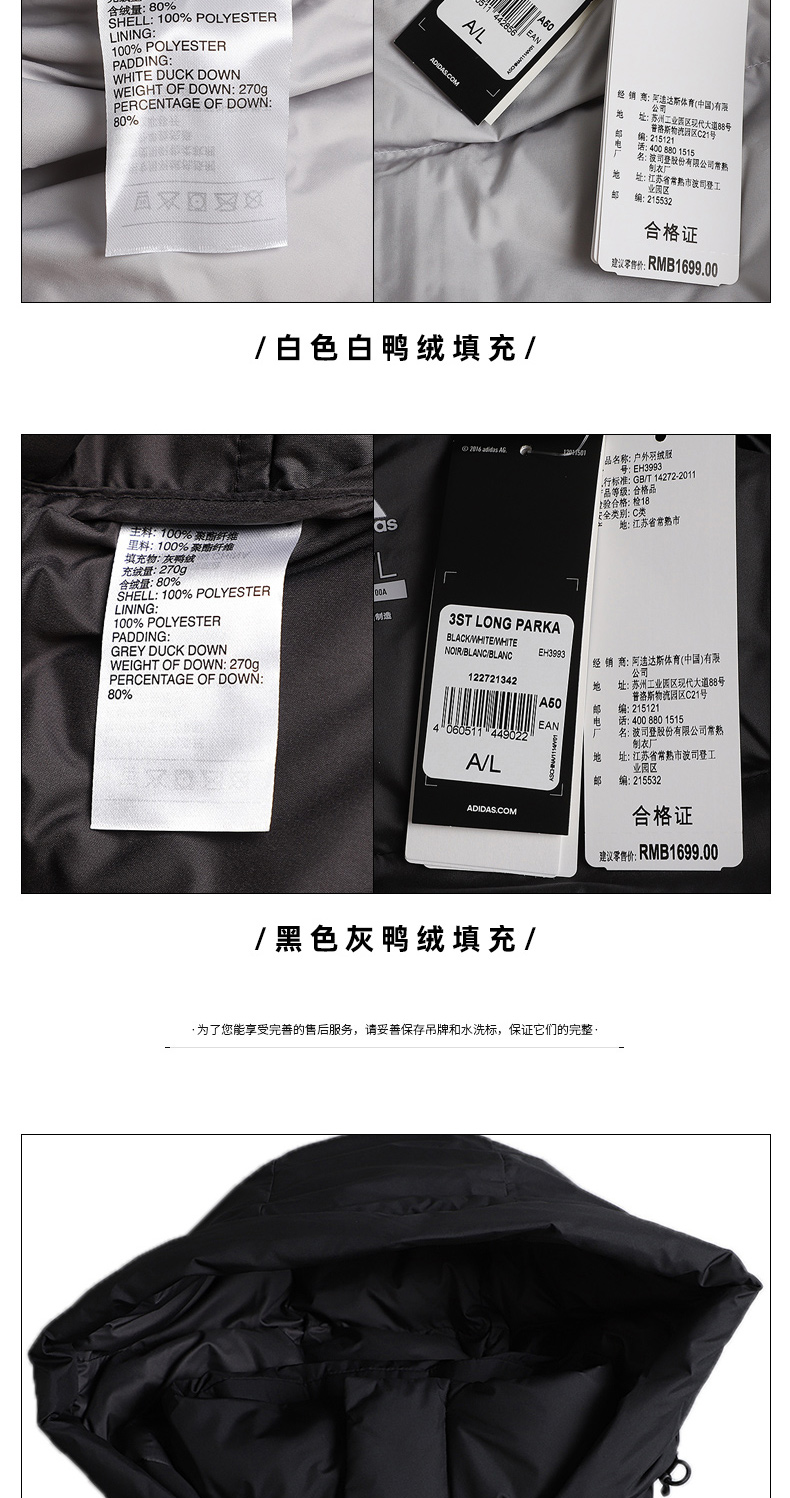 含绒量: 80%
SHELL: 100% POLYESTER
LINING:
100% POLYESTER
PADDING:
WHITE DUCK DOWN
WEIGHT OF DOWN: 270g
PERCENTAGE OF DOWN:
80%
442856
A50
EAN
A/L
ADIDAS.COM
经销商: 阿迪达斯体育(中国)有限
公司
地址: 苏州工业园区现代大道88号
普洛斯物流园区C21号
邮编: 215121
电话: 400 880 1515
厂名: 波司登股份有限公司常熟
制衣厂
地址: 江苏省常熟市波司登工
业园区
邮编: 215532
合格证
建议零售价: RMB1699.00
/白色白鸭绒填充/
主料: 100% 聚酯纤维
里料: 100% 聚酯纤维
填充物: 灰鸭绒
充绒量: 270g
含绒量: 80%
SHELL: 100% POLYESTER
LINING:
100% POLYESTER
PADDING:
GREY DUCK DOWN
WEIGHT OF DOWN: 270g
PERCENTAGE OF DOWN:
80%
das
L
00A
制造
© 2016 adidas AG.
3ST LONG PARKA
BLACK/WHITE/WHITE
NOIR/BLANC/BLANC EH3993
122721342
A50
EAN
4 060511 449022
A/L
ADIDAS.COM
品名称: 户外羽绒服
号: EH3993
行标准: GB/T 14272-2011
产品等级: 合格品
检验合格: 检18
安全类别: C类
产地: 江苏省常熟市
经销商: 阿迪达斯体育(中国)有限
公司
地址: 苏州工业园区现代大道88号
普洛斯物流园区C21号
邮编: 215121
电话: 400 880 1515
厂名: 波司登股份有限公司常熟
制衣厂
地址: 江苏省常熟市波司登工
业园区
邮编: 215532
合格证
建议零售价: RMB1699.00
/黑色灰鸭绒填充/
·为了您能享受完善的售后服务，请妥善保存吊牌和水洗标，保证它们的完整·